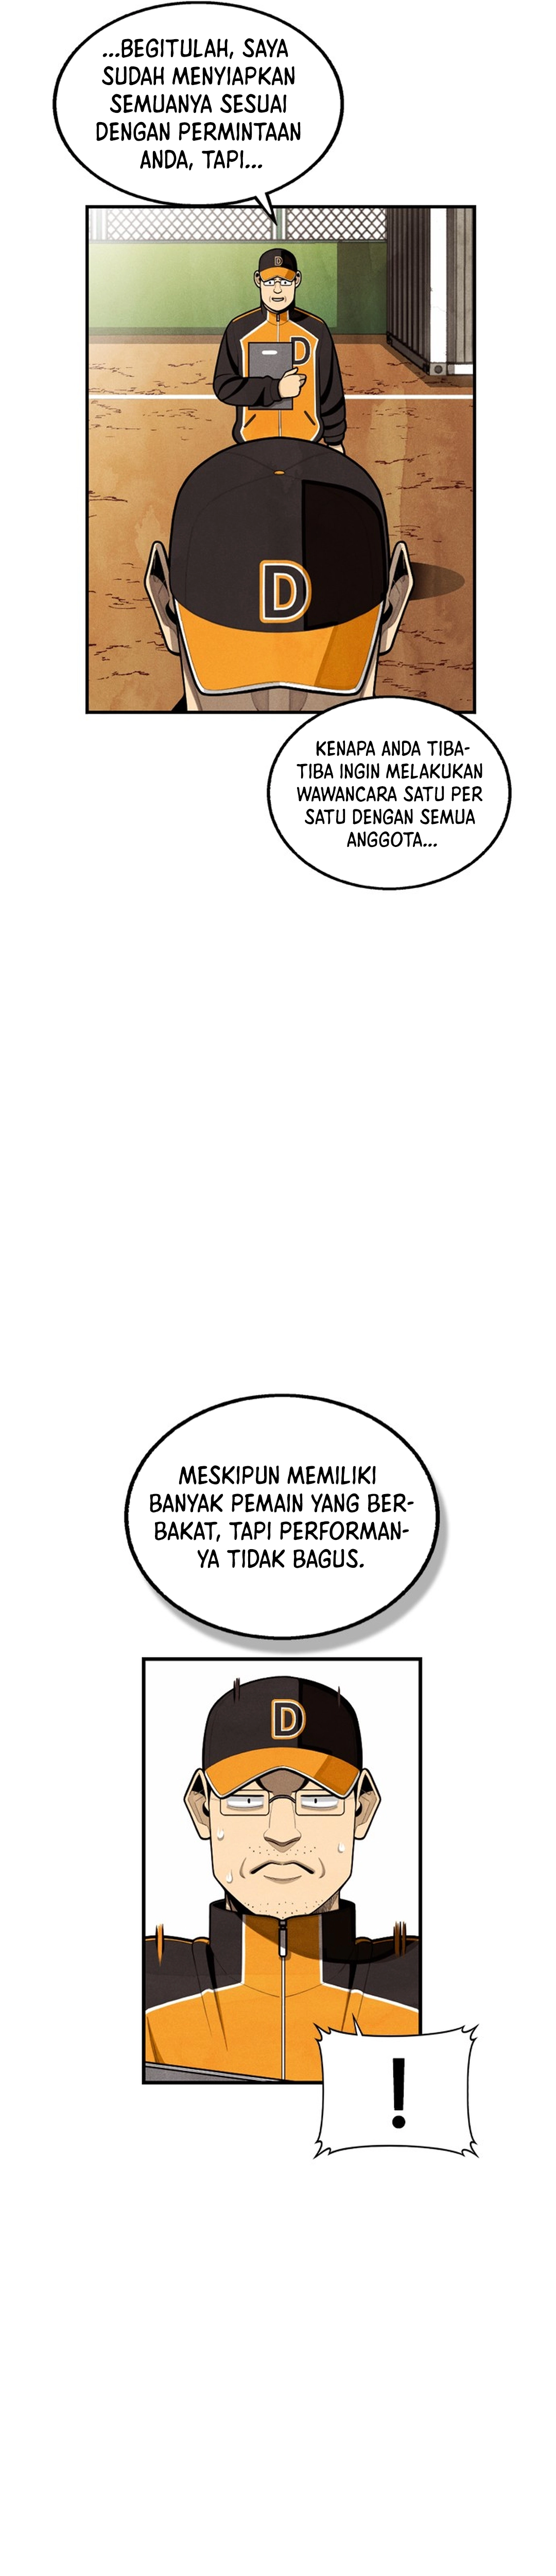 ...BEGITULAH, SAYA
SUDAH MENYIAPKAN
SEMUANYA SESUAI
DENGAN PERMINTAAN
ANDA, TAPI...
D
D
D
KENAPA ANDA TIBA-
TIBA INGIN MELAKUKAN
WAWANCARA SATU PER
SATU DENGAN SEMUA
ANGGOTA...
MESKIPUN MEMILIKI
BANYAK PEMAIN YANG BER-
BAKAT, TAPI PERFORMAN-
YA TIDAK BAGUS.
D
!